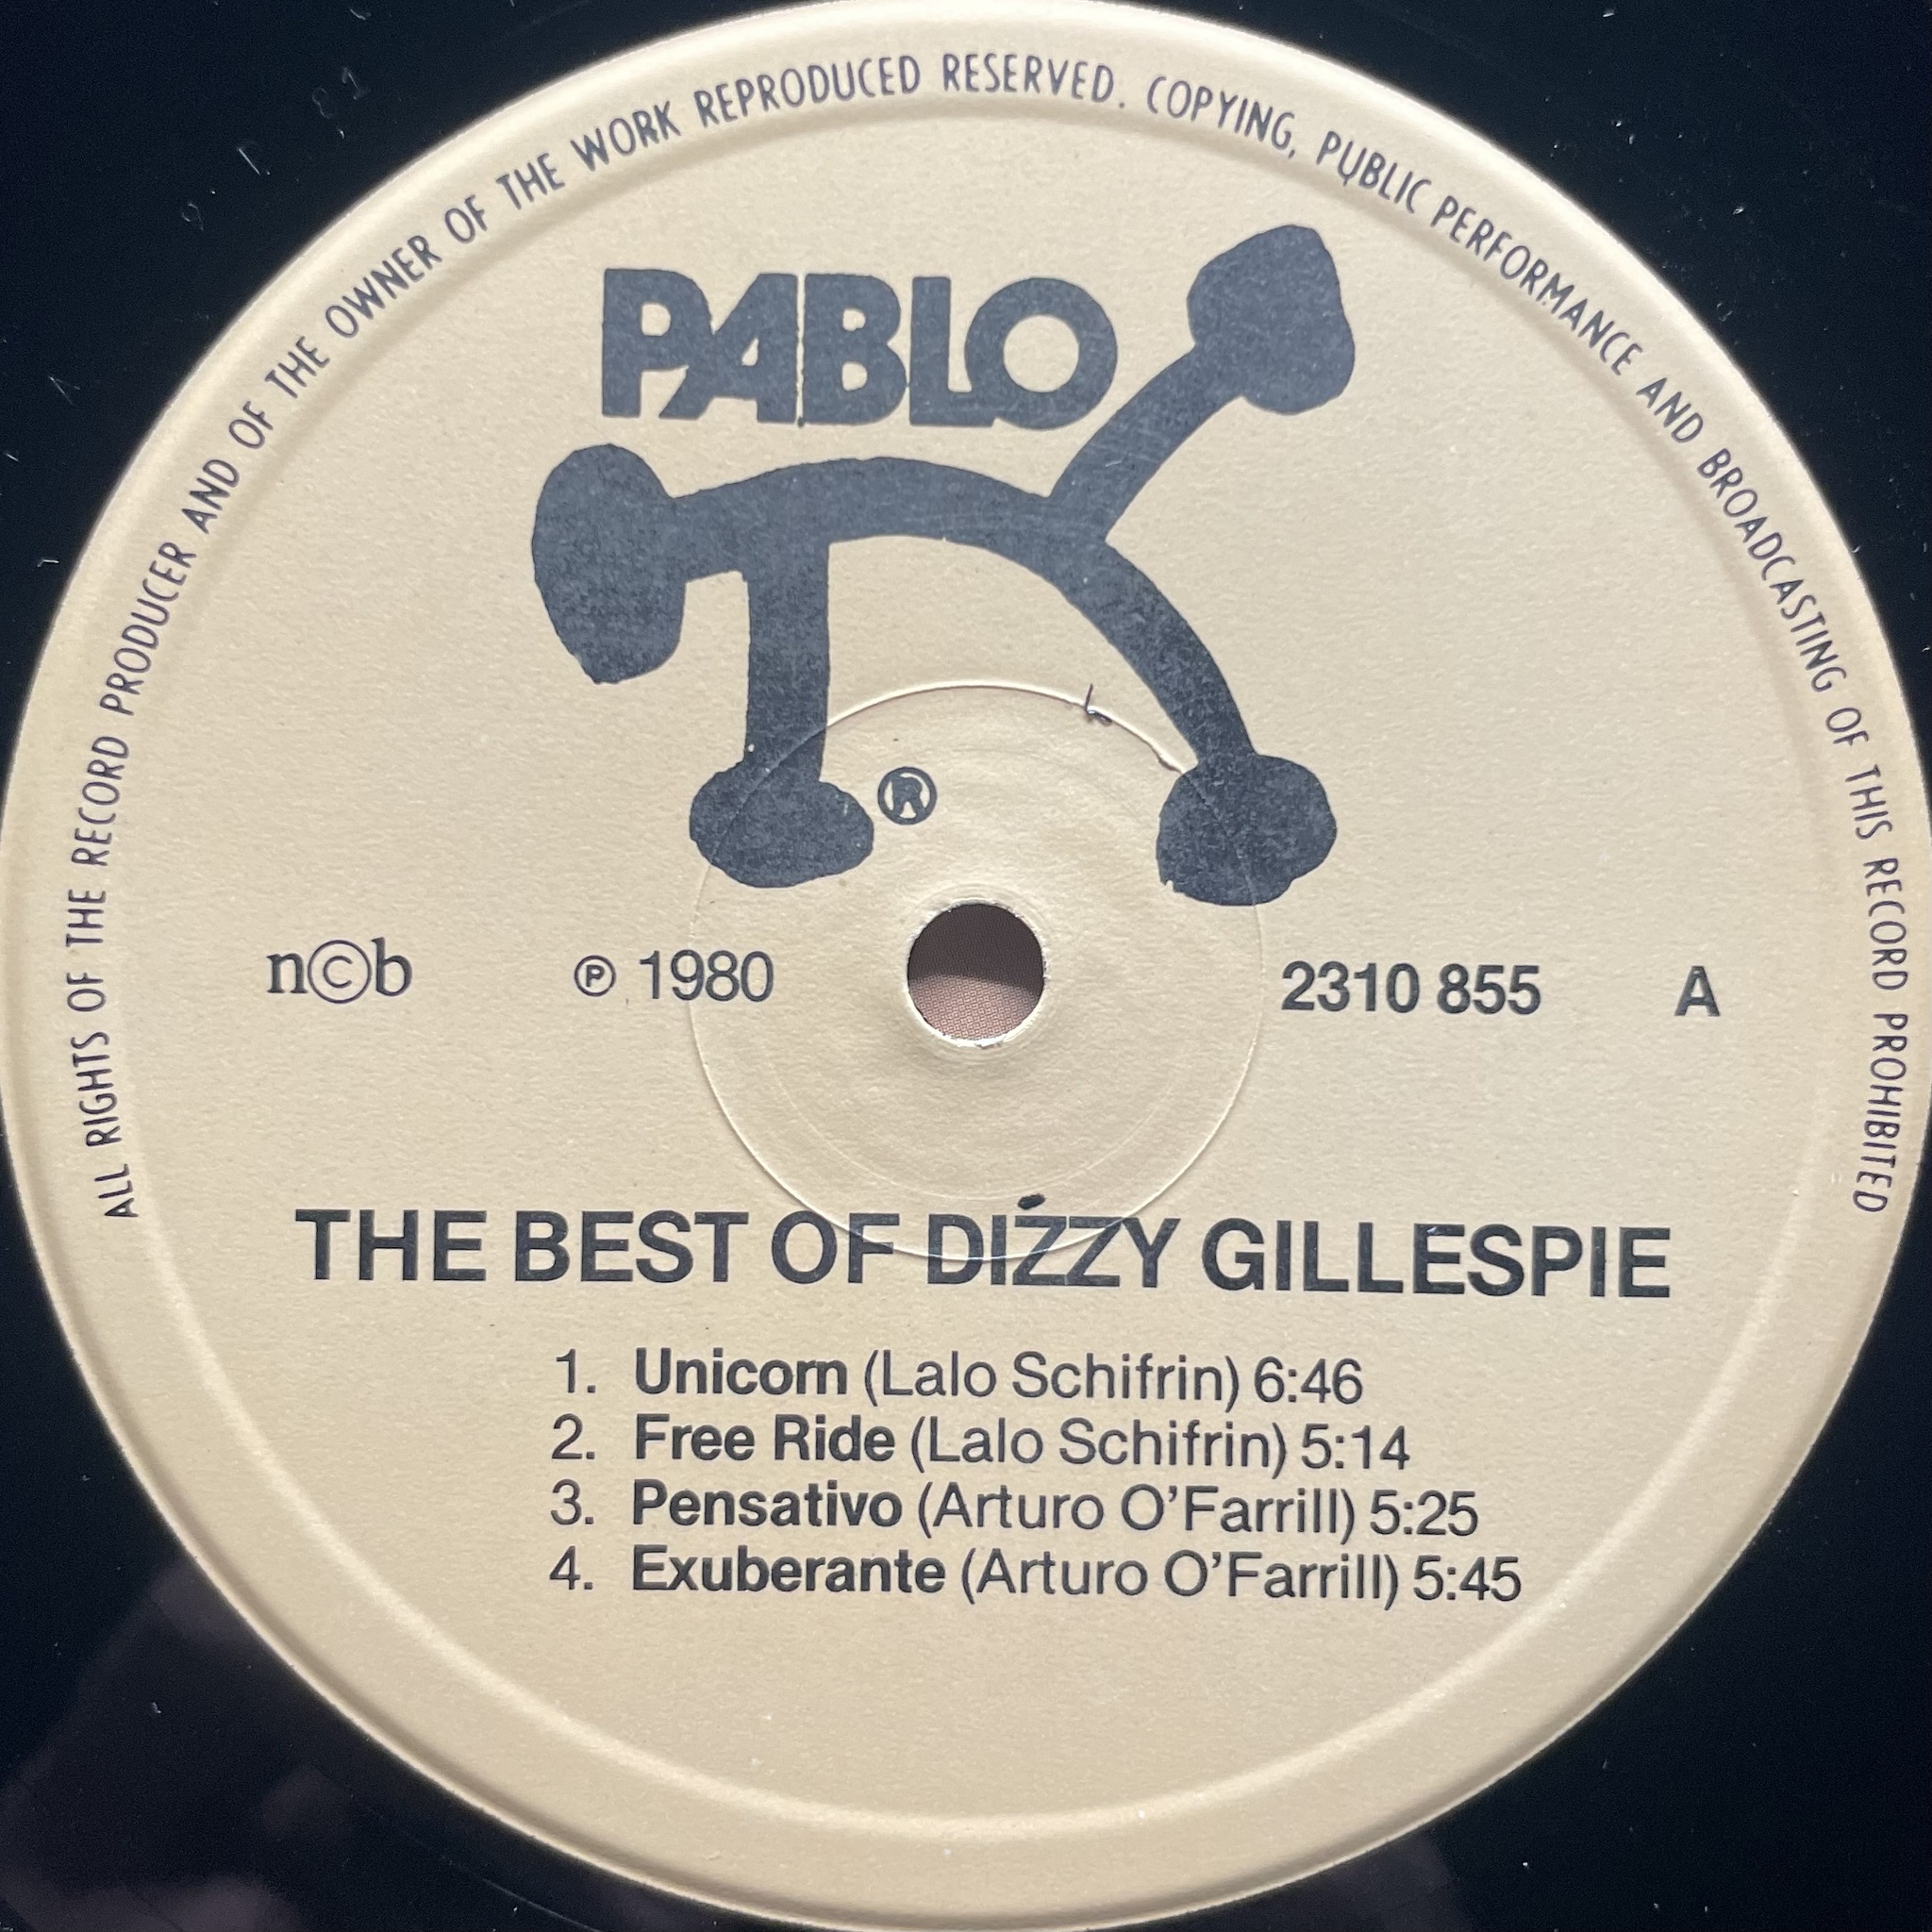 ALL RIGHTS OF THE RECORD PRODUCER AND OF THE OWNER OF THE WORK REPRODUCED RESERVED. COPYING, PUBLIC PERFORMANCE AND BROADCASTING OF THIS RECORD PROHIBITED
PABLO
®
n©b ℗ 1980 2310 855 A
THE BEST OF DIZZY GILLESPIE
1. Unicorn (Lalo Schifrin) 6:46
2. Free Ride (Lalo Schifrin) 5:14
3. Pensativo (Arturo O’Farrill) 5:25
4. Exuberante (Arturo O’Farrill) 5:45